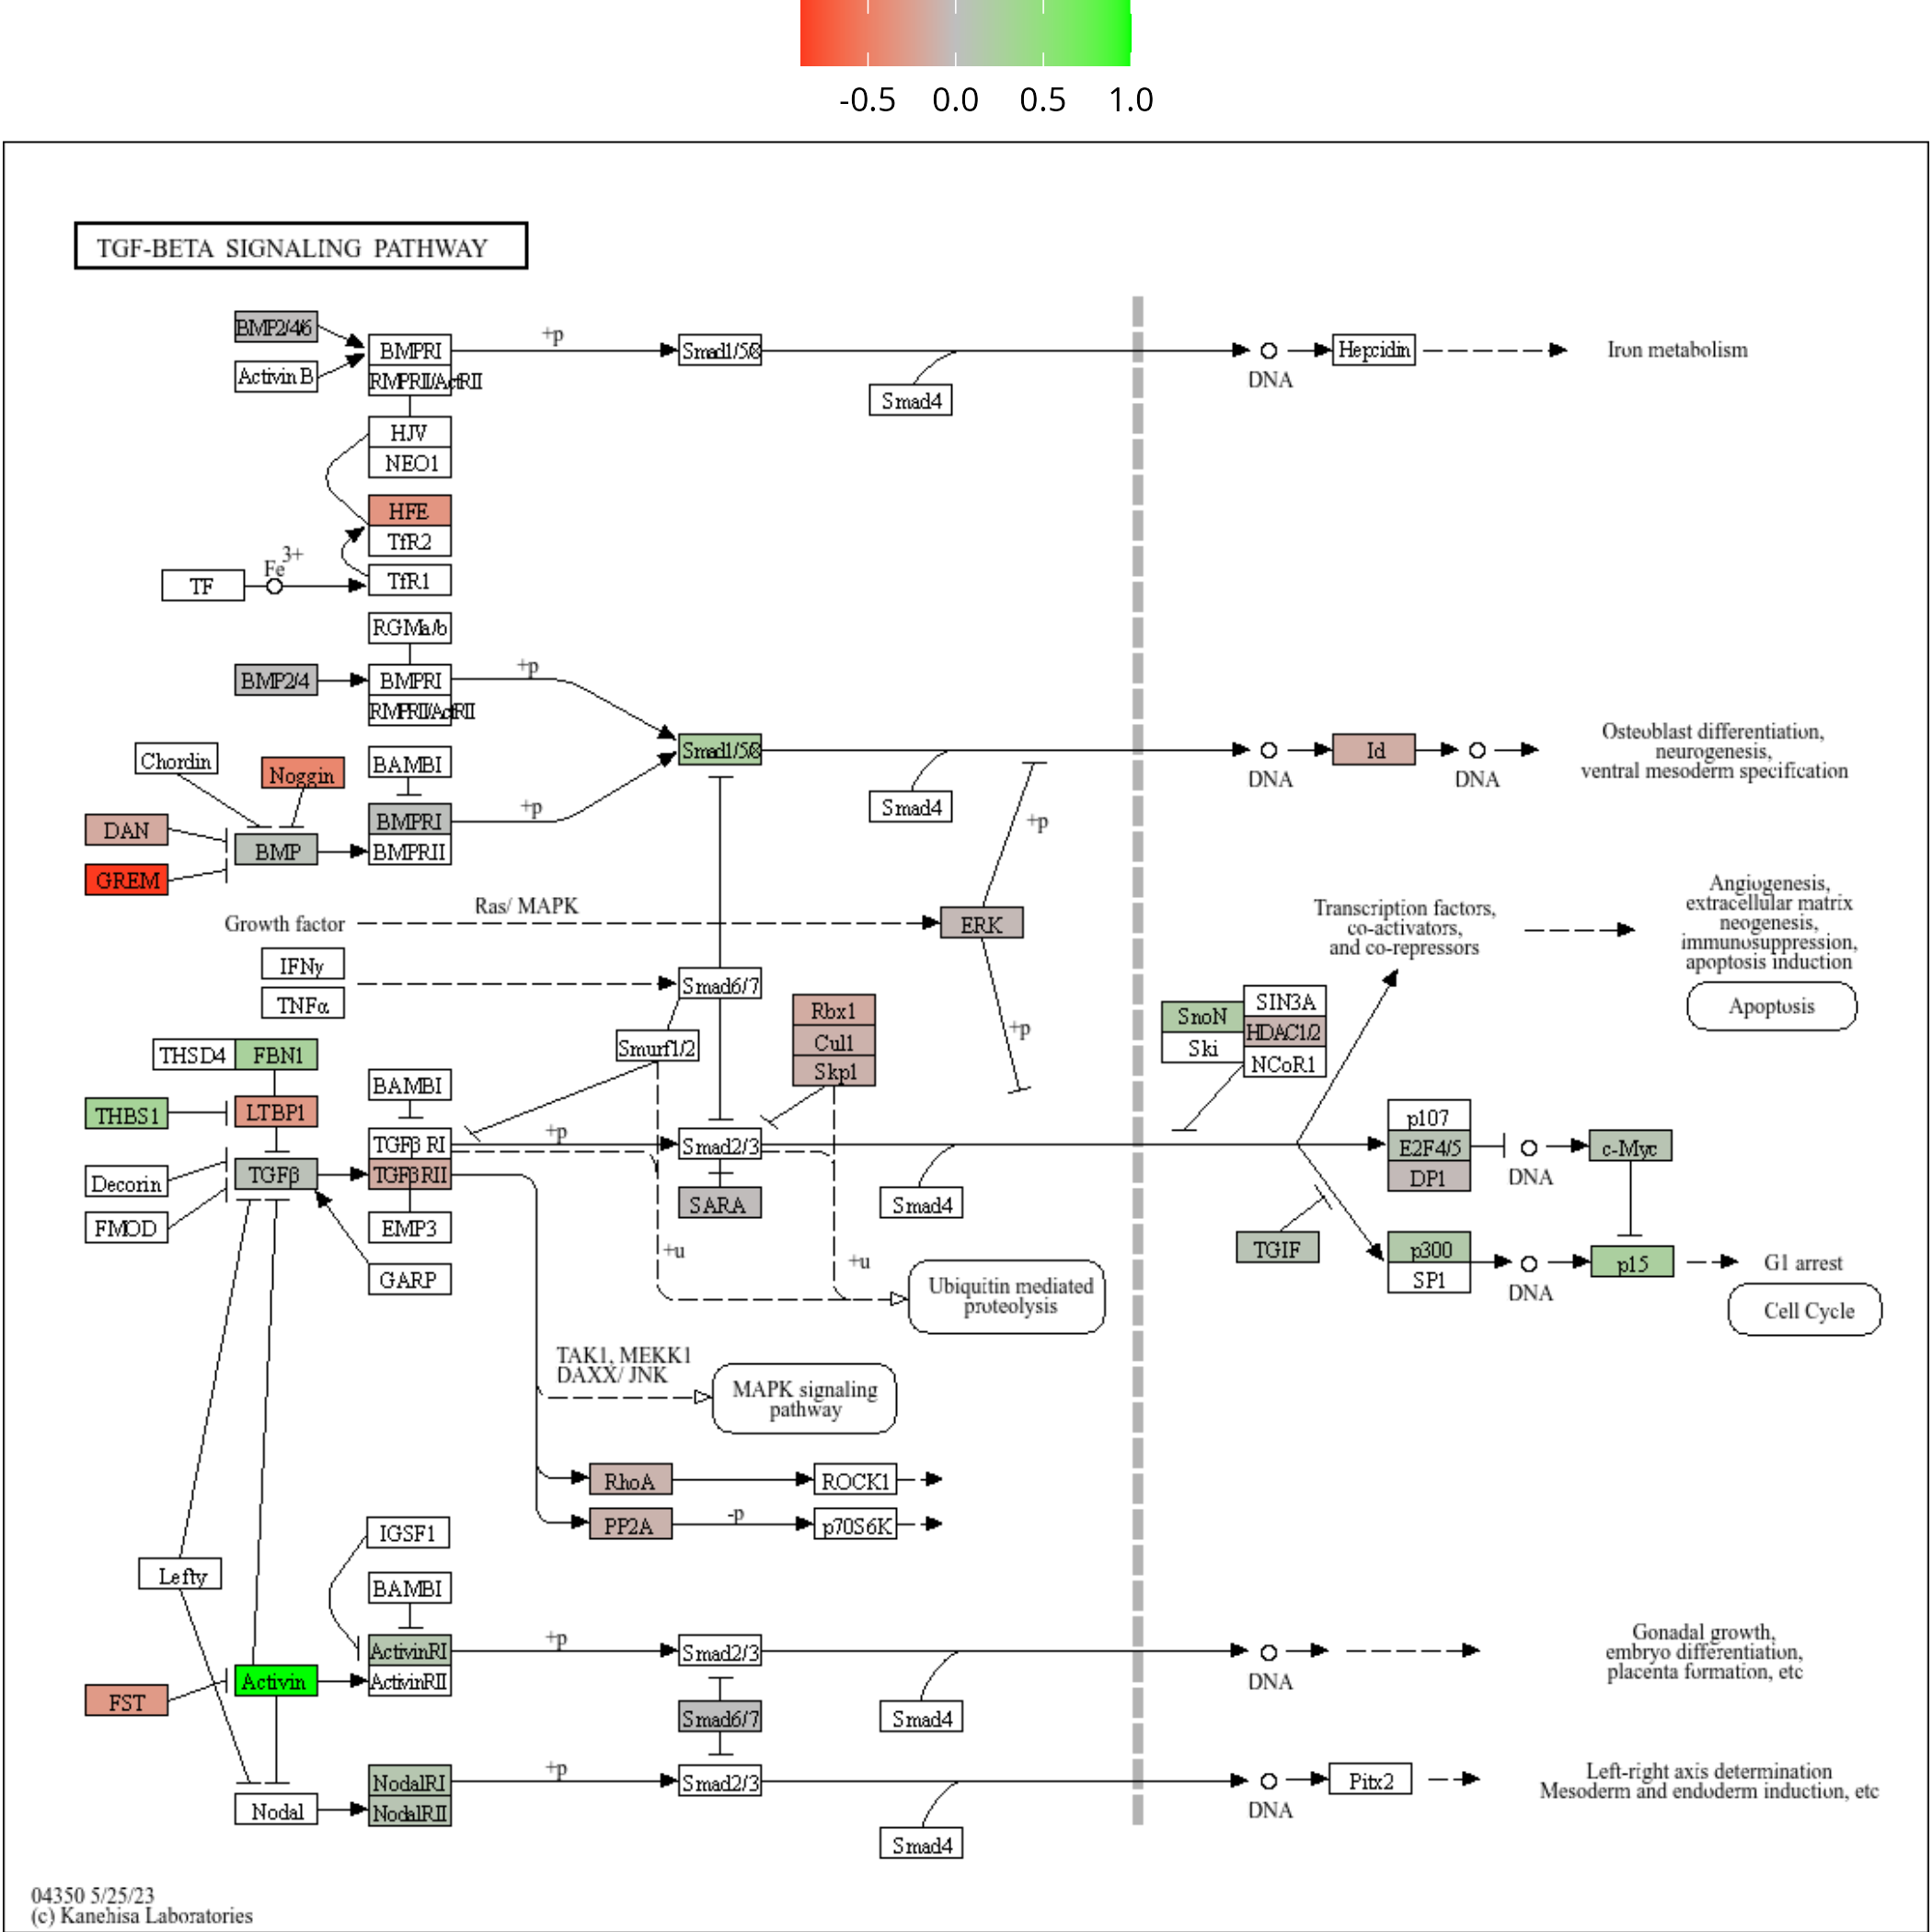 -0.5 0.0 0.5 1.0
TGF-BETA SIGNALING PATHWAY
BMP2/4/6
Activin B
BMPRI
RMPRII/ActRII
+p
Smad1/5/8
Smad4
DNA
Hepcidin
Iron metabolism
HJV
NEO1
HFE
TfR2
TfR1
TF
Fe 3+
RGMa/b
BMP2/4
BMPRI
RMPRII/ActRII
+p
Smad1/5/8
Smad4
DNA
Id
DNA
Osteoblast differentiation,
neurogenesis,
ventral mesoderm specification
Chordin
Noggin
DAN
GREM
BMP
BAMBI
BMPRI
BMPRII
+p
+p
Growth factor
Ras/ MAPK
ERK
+p
IFNγ
TNFα
Smad6/7
Smurf1/2
Rbx1
Cul1
Skp1
Transcription factors,
co-activators,
and co-repressors
Angiogenesis,
extracellular matrix
neogenesis,
immunosuppression,
apoptosis induction
Apoptosis
SnoN
Ski
SIN3A
HDAC1/2
NCoR1
THSD4
FBN1
THBS1
LTBP1
Decorin
FMOD
TGFβ
BAMBI
TGFβ RI
TGFβRII
EMP3
GARP
+p
Smad2/3
SARA
Smad4
+u
+u
Ubiquitin mediated
proteolysis
p107
E2F4/5
DP1
DNA
c-Myc
TGIF
p300
SP1
DNA
p15
G1 arrest
Cell Cycle
TAK1, MEKK1
DAXX/ JNK
MAPK signaling
pathway
RhoA
ROCK1
PP2A
-p
p70S6K
Lefty
IGSF1
BAMBI
FST
Activin
ActivinRI
ActivinRII
+p
Smad2/3
Smad4
DNA
Gonadal growth,
embryo differentiation,
placenta formation, etc
Smad6/7
Nodal
NodalRI
NodalRII
+p
Smad2/3
Smad4
DNA
Pitx2
Left-right axis determination
Mesoderm and endoderm induction, etc
04350 5/25/23
(c) Kanehisa Laboratories